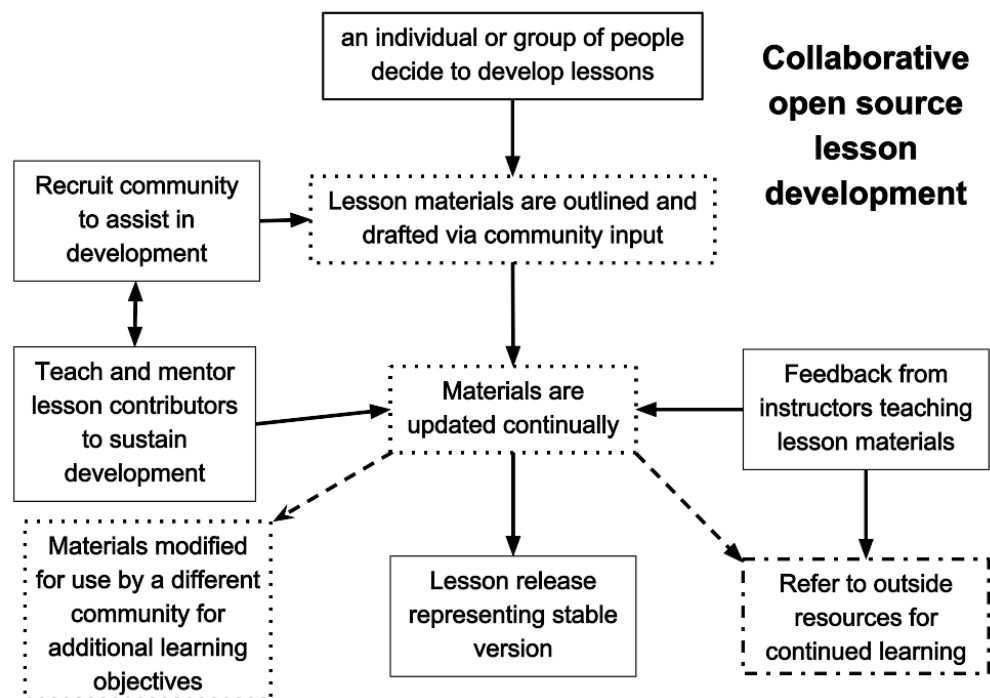 an individual or group of people
decide to develop lessons
Collaborative
open source
lesson
development
Recruit community
to assist in
development
Lesson materials are outlined and
drafted via community input
Teach and mentor
lesson contributors
to sustain
development
Materials are
updated continually
Feedback from
instructors teaching
lesson materials
Materials modified
for use by a different
community for
additional learning
objectives
Lesson release
representing stable
version
Refer to outside
resources for
continued learning